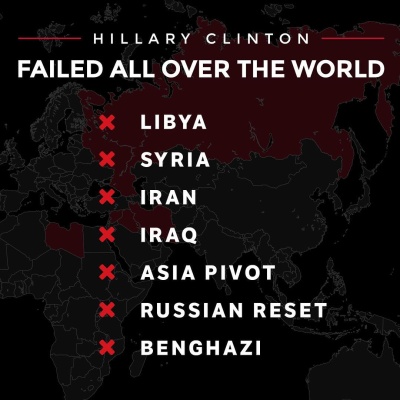 HILLARY CLINTON
FAILED ALL OVER THE WORLD
LIBYA
SYRIA
IRAN
IRAQ
ASIA PIVOT
RUSSIAN RESET
BENGHAZI